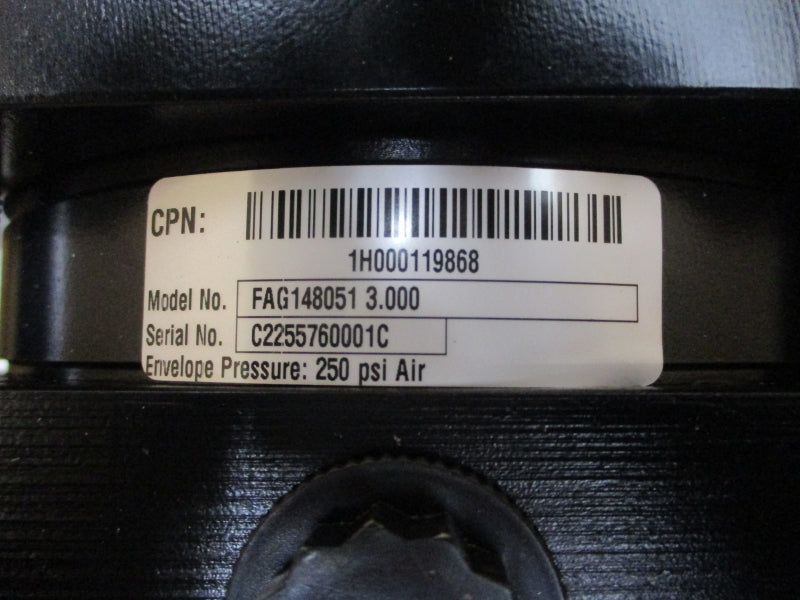 CPN:
1H000119868
Model No. FAG148051 3.000
Serial No. C2255760001C
Envelope Pressure: 250 psi Air